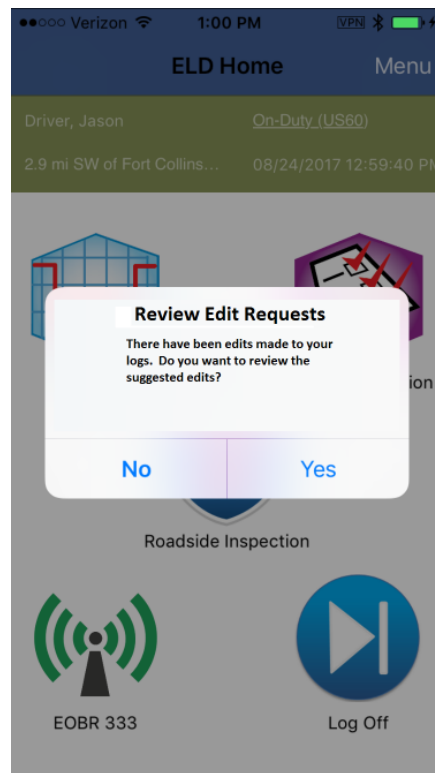 Verizon 1:00 PM VPN
ELD Home Menu
Driver, Jason On-Duty (US60)
2.9 mi SW of Fort Collins... 08/24/2017 12:59:40 PM
Review Edit Requests
There have been edits made to your
logs. Do you want to review the
suggested edits?
ion
No Yes
Roadside Inspection
EOBR 333 Log Off